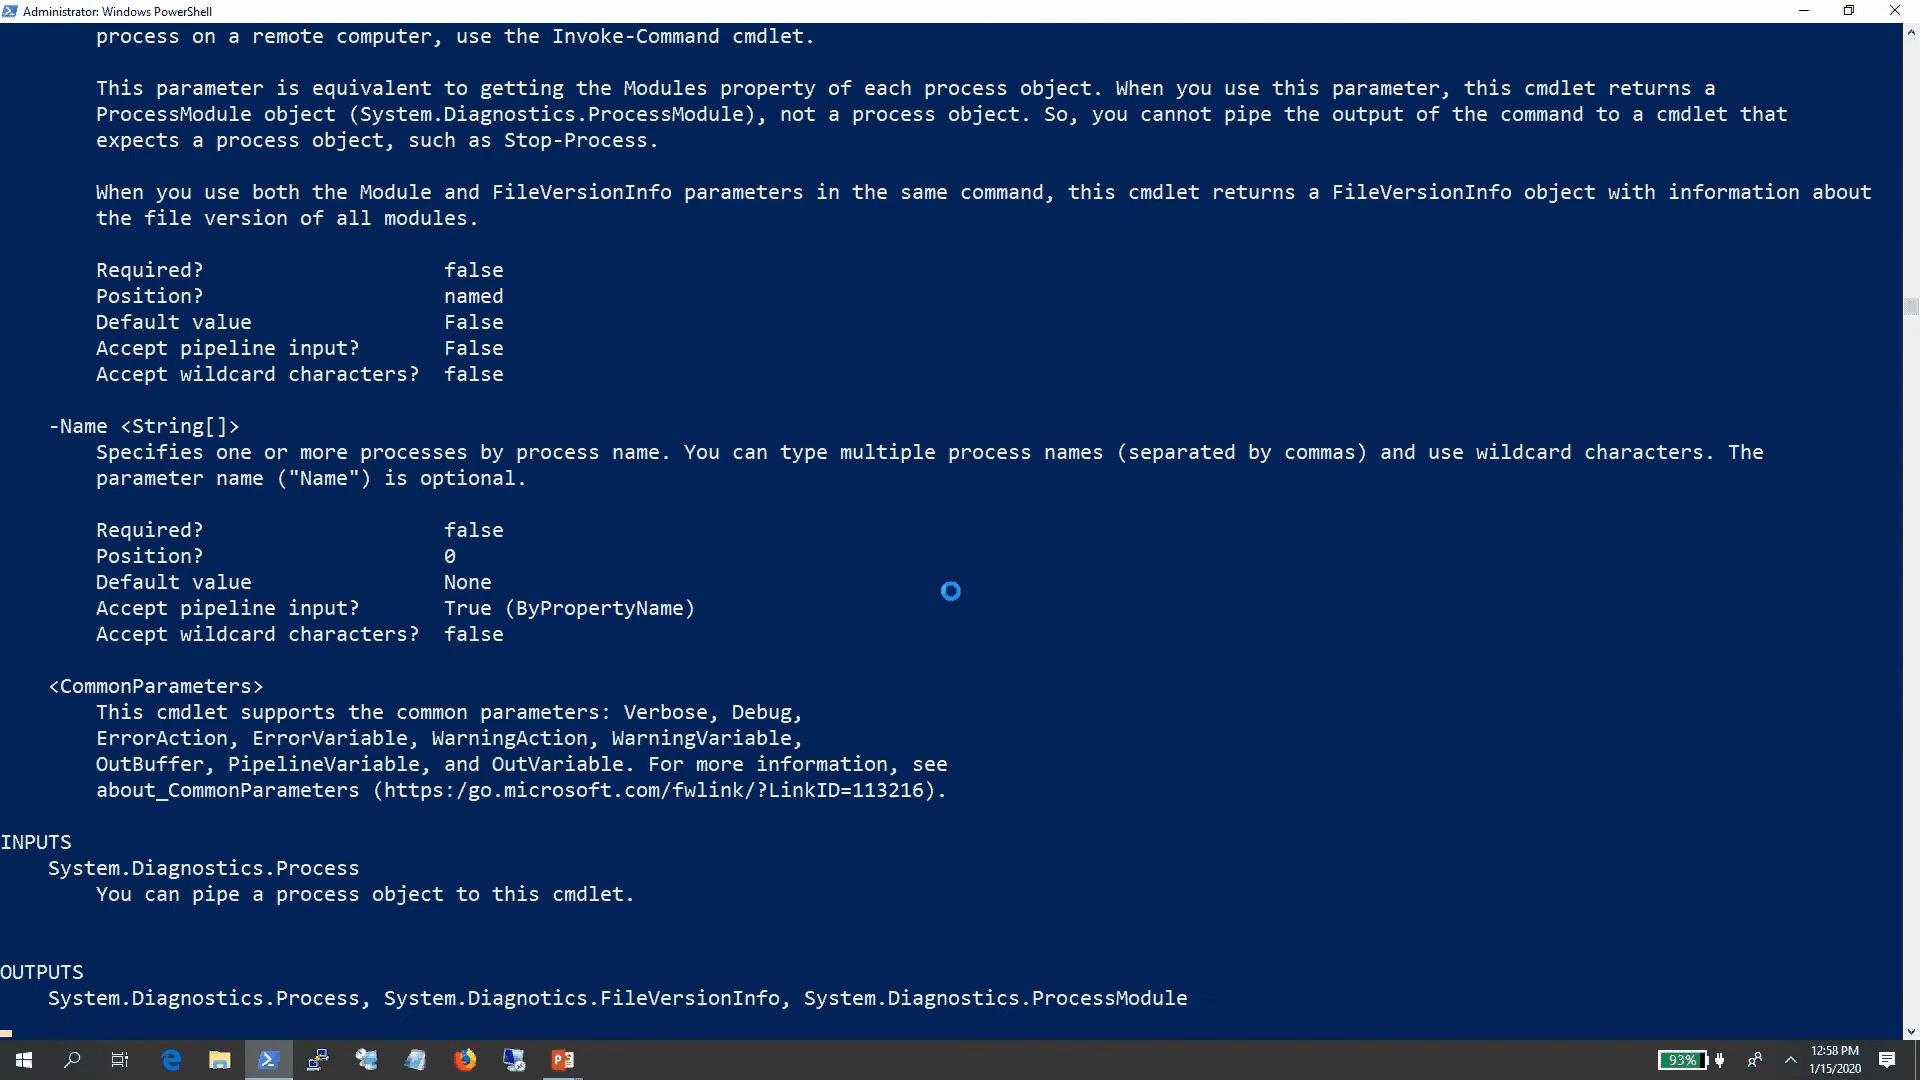 Administrator: Windows PowerShell
process on a remote computer, use the Invoke-Command cmdlet.
This parameter is equivalent to getting the Modules property of each process object. When you use this parameter, this cmdlet returns a
ProcessModule object (System.Diagnostics.ProcessModule), not a process object. So, you cannot pipe the output of the command to a cmdlet that
expects a process object, such as Stop-Process.
When you use both the Module and FileVersionInfo parameters in the same command, this cmdlet returns a FileVersionInfo object with information about
the file version of all modules.
Required? false
Position? named
Default value False
Accept pipeline input? False
Accept wildcard characters? false
-Name <String[]>
Specifies one or more processes by process name. You can type multiple process names (separated by commas) and use wildcard characters. The
parameter name ("Name") is optional.
Required? false
Position? 0
Default value None
Accept pipeline input? True (ByPropertyName)
Accept wildcard characters? false
<CommonParameters>
This cmdlet supports the common parameters: Verbose, Debug,
ErrorAction, ErrorVariable, WarningAction, WarningVariable,
OutBuffer, PipelineVariable, and OutVariable. For more information, see
about_CommonParameters (https:/go.microsoft.com/fwlink/?LinkID=113216).
INPUTS
System.Diagnostics.Process
You can pipe a process object to this cmdlet.
OUTPUTS
System.Diagnostics.Process, System.Diagnotics.FileVersionInfo, System.Diagnostics.ProcessModule
93%
12:58 PM
1/15/2020